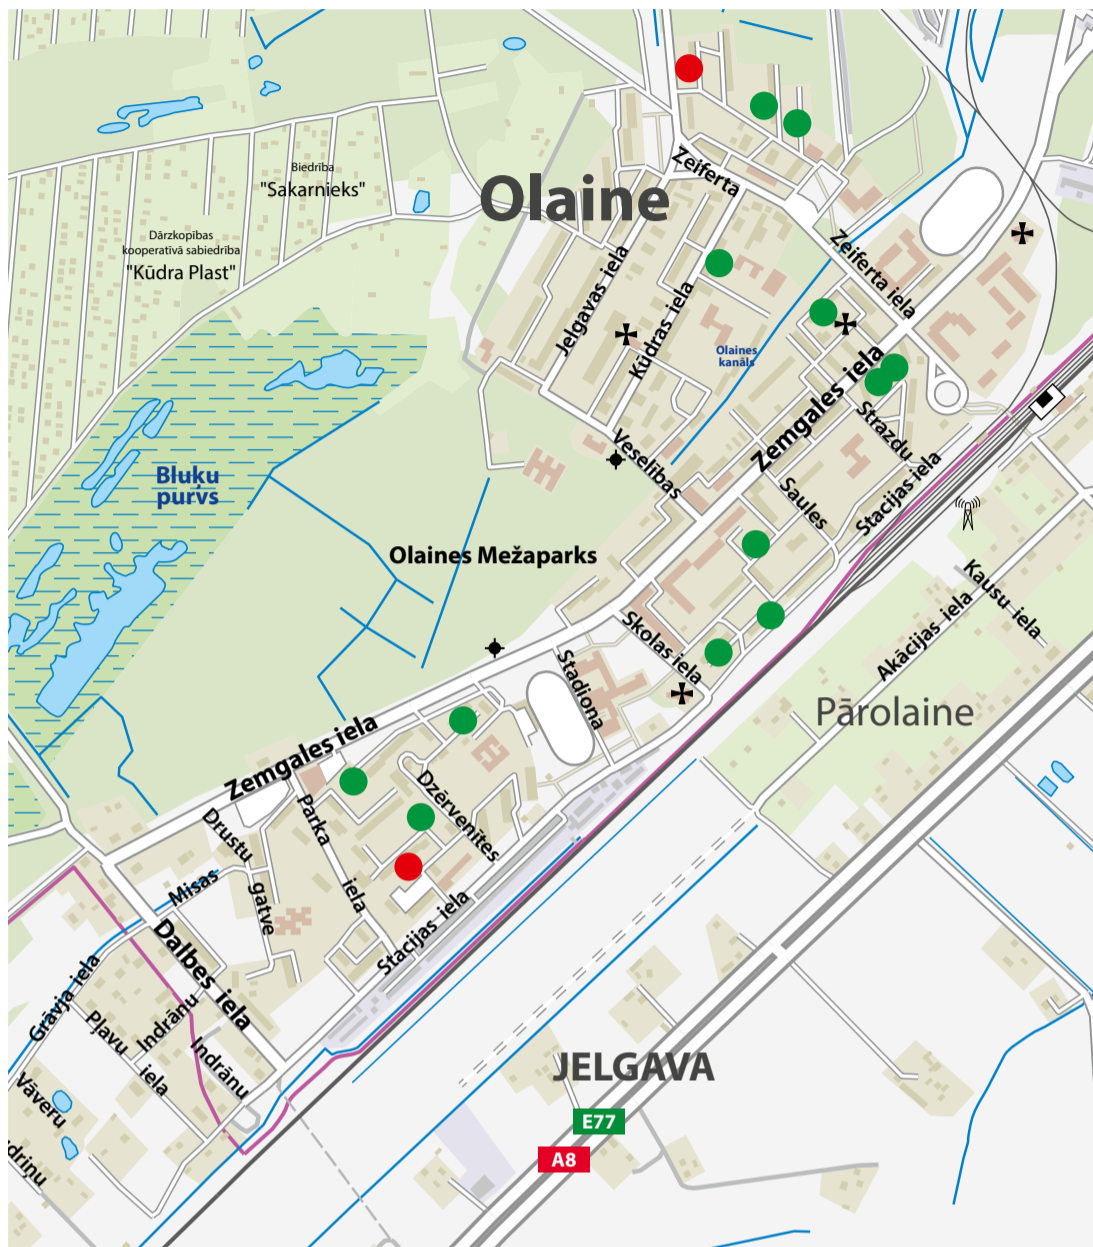 Biedrība
"Sakarnieks"
Dārzkopības
kooperatīvā sabiedrība
"Kūdra Plast"
Olaine
Zeiferta
Zeiferta iela
Jelgavas iela
Kūdras iela
Olaines
kanāls
Zemgales iela
Strazdu
Veselības
Stacijas iela
Saules
Bluķu
purvs
Olaines Mežaparks
Kausu iela
Akācijas iela
Skolas iela
Stadiona
Pārolaine
Zemgales iela
Dzērvenītes
Parka iela
Drustu gatve
Misas
Stacijas iela
Dalbes iela
Grāvja iela
Indrānu
Pļavu iela
Indrānu
Vāveru
driņu
JELGAVA
E77
A8